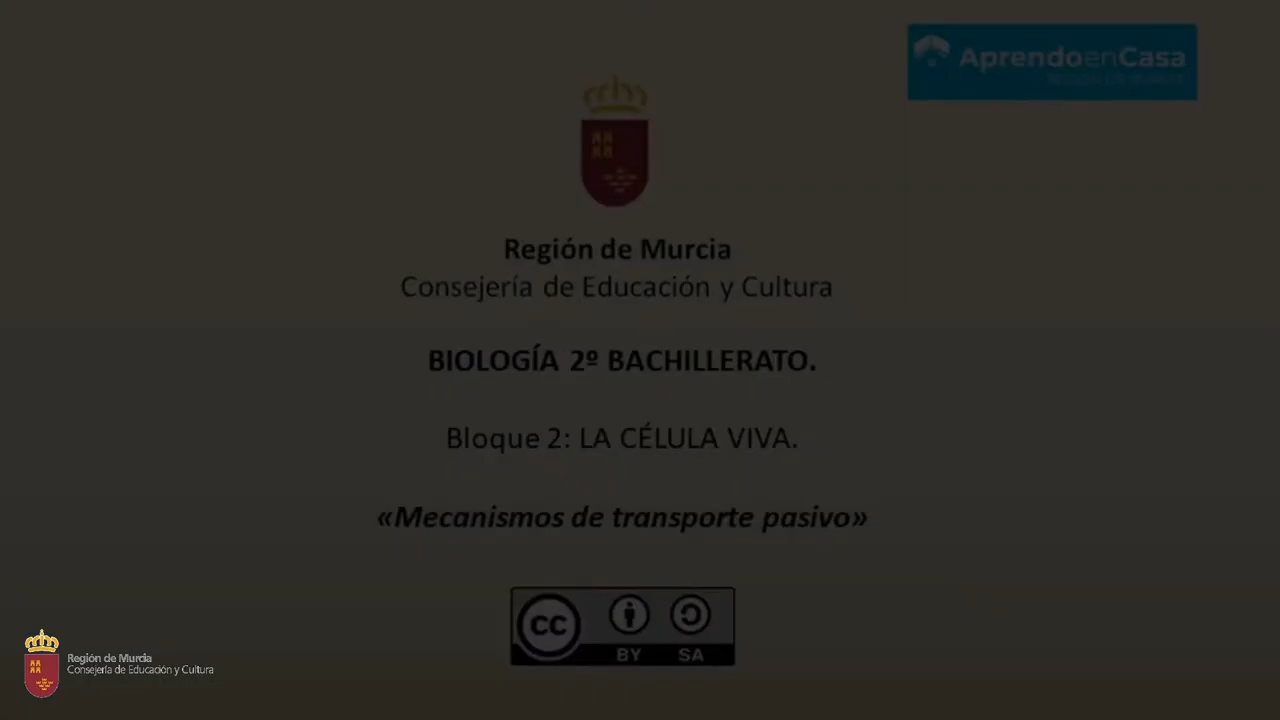 AprendoenCasa
Región de Murcia
Consejería de Educación y Cultura
BIOLOGÍA 2º BACHILLERATO.
Bloque 2: LA CÉLULA VIVA.
«Mecanismos de transporte pasivo»
CC BY SA
Región de Murcia
Consejería de Educación y Cultura